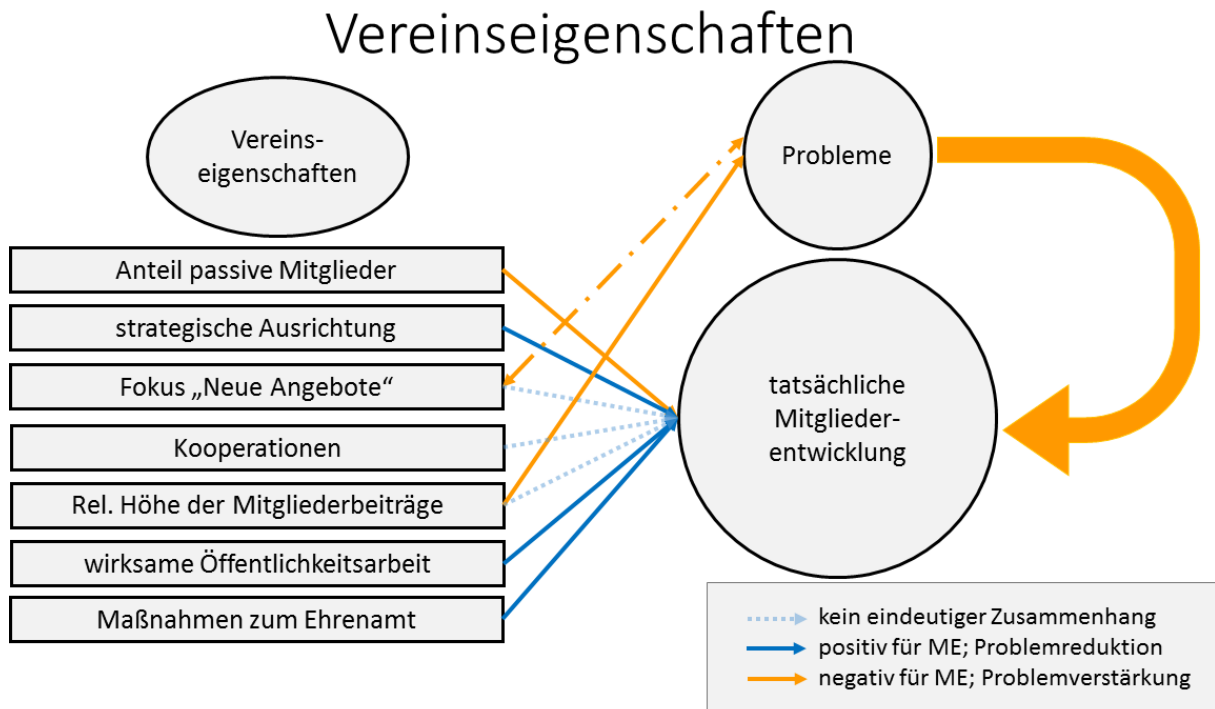 Vereinseigenschaften
Vereins-
eigenschaften
Probleme
Anteil passive Mitglieder
strategische Ausrichtung
Fokus „Neue Angebote“
Kooperationen
Rel. Höhe der Mitgliederbeiträge
wirksame Öffentlichkeitsarbeit
Maßnahmen zum Ehrenamt
tatsächliche
Mitglieder-
entwicklung
kein eindeutiger Zusammenhang
positiv für ME; Problemreduktion
negativ für ME; Problemverstärkung